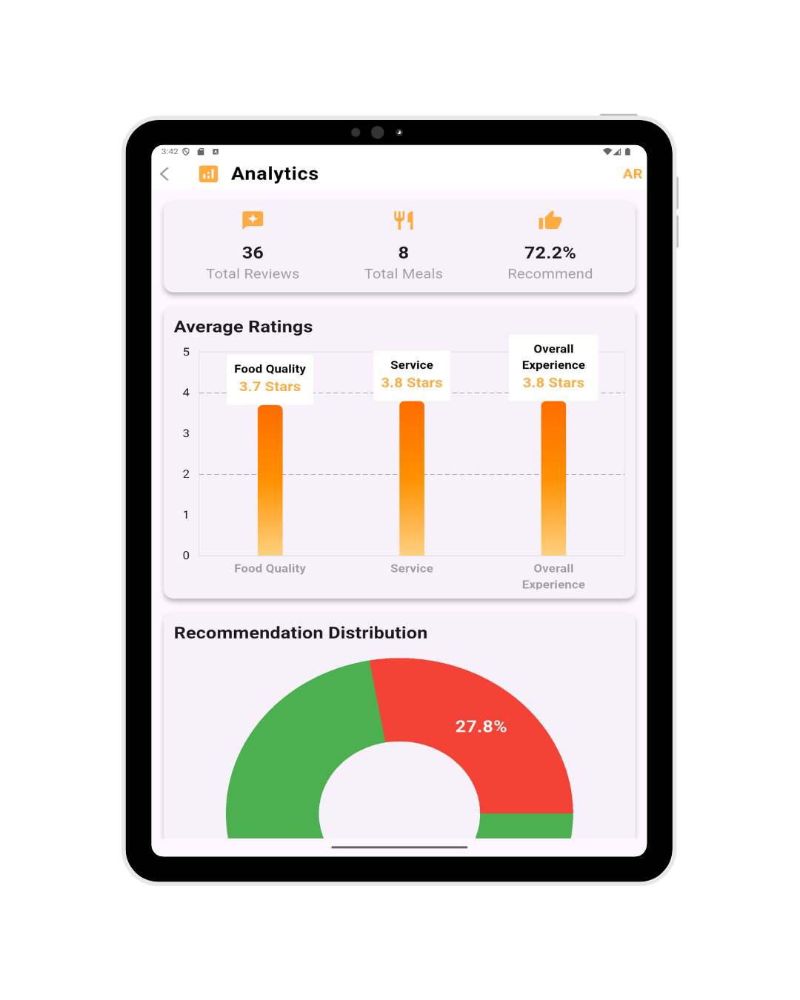 3:42
Analytics
AR
36
8
72.2%
Total Reviews
Total Meals
Recommend
Average Ratings
5
4
3
2
1
0
Food Quality
3.7 Stars
Service
3.8 Stars
Overall
Experience
3.8 Stars
Food Quality
Service
Overall
Experience
Recommendation Distribution
27.8%